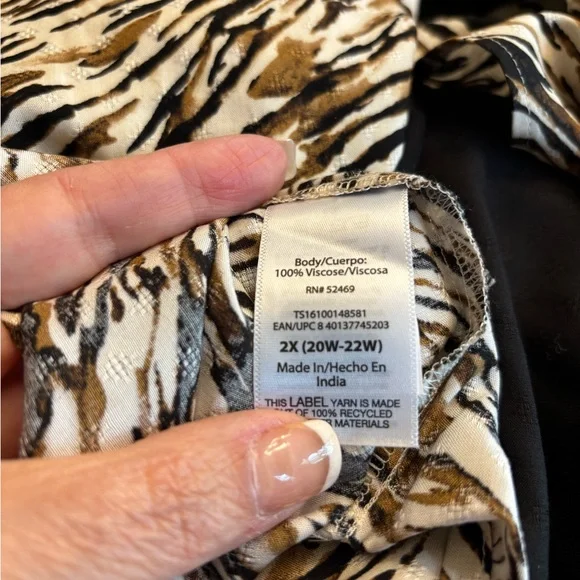 Body/Cuerpo:
100% Viscose/Viscosa
RN# 52469
TS16100148581
EAN/UPC 8 40137745203
2X (20W-22W)
Made In/Hecho En
India
THIS LABEL YARN IS MADE
OF 100% RECYCLED
MATERIALS